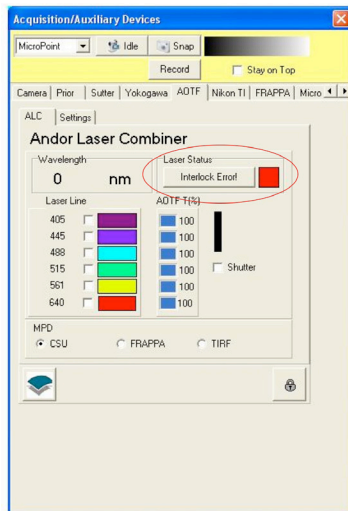 Acquisition/Auxiliary Devices
MicroPoint Idle Snap
Record Stay on Top
Camera Prior Sutter Yokogawa AOTF Nikon TI FRAPPA Micro
ALC Settings
Andor Laser Combiner
Wavelength Laser Status
0 nm Interlock Error!
Laser Line AOTF T(%)
405 100
445 100
488 100
515 100 Shutter
561 100
640 100
MPD
CSU FRAPPA TIRF